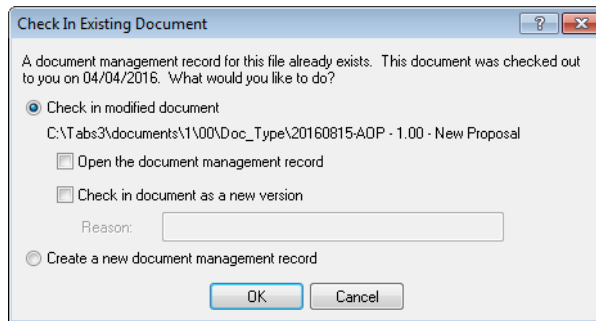 Check In Existing Document
A document management record for this file already exists. This document was checked out
to you on 04/04/2016. What would you like to do?
Check in modified document
C:\Tabs3\documents\1\00\Doc_Type\20160815-AOP - 1.00 - New Proposal
Open the document management record
Check in document as a new version
Reason:
Create a new document management record
OK Cancel